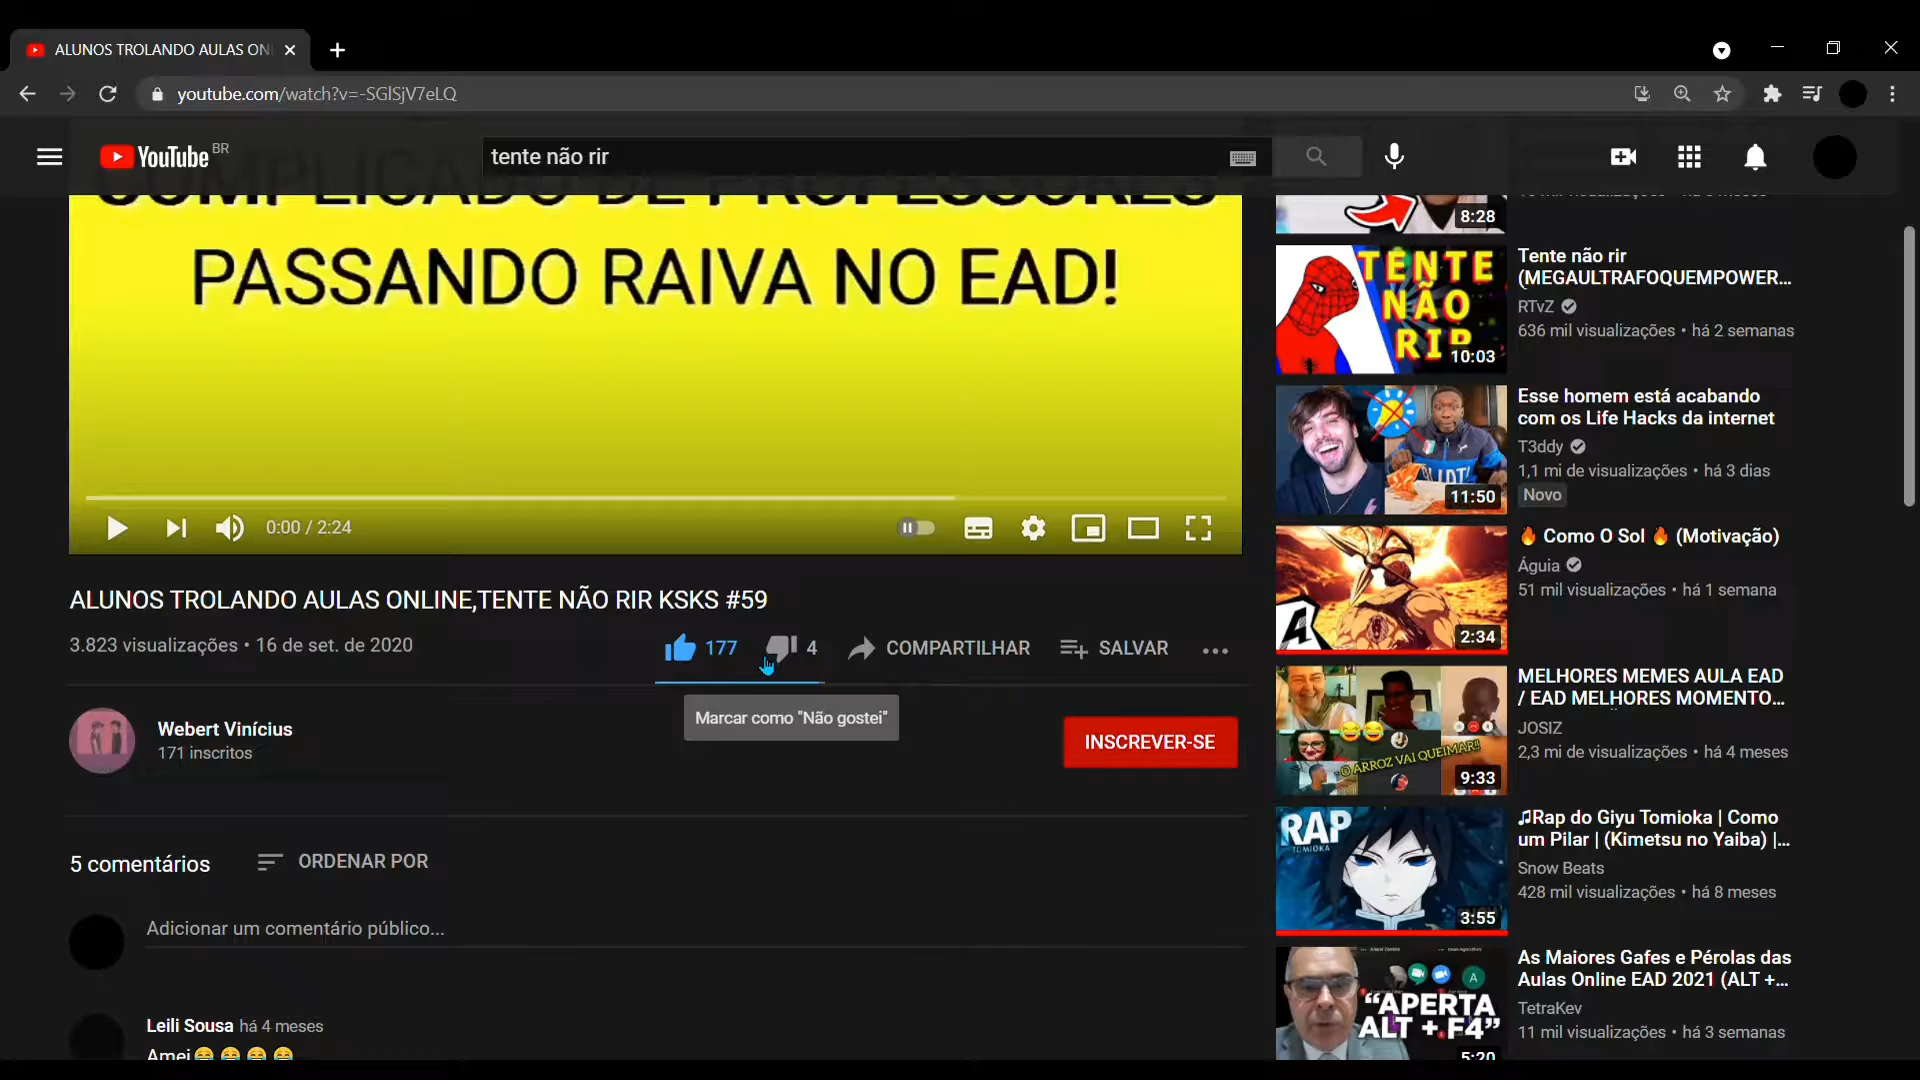 ALUNOS TROLANDO AULAS ON
youtube.com/watch?v=-SGlSjV7eLQ
YouTube BR
tente não rir
COMPLICADO DE PROFESSORES
PASSANDO RAIVA NO EAD!
0:00 / 2:24
ALUNOS TROLANDO AULAS ONLINE,TENTE NÃO RIR KSKS #59
3.823 visualizações • 16 de set. de 2020
177
4
COMPARTILHAR
SALVAR
Marcar como "Não gostei"
Webert Vinícius
171 inscritos
INSCREVER-SE
5 comentários
ORDENAR POR
Adicionar um comentário público...
Leili Sousa há 4 meses
Amei😂😂😂😂
8:28
TENTE
NÃO
RIR
10:03
Tente não rir
(MEGAULTRAFOQUEMPOWER...
RTvZ
636 mil visualizações • há 2 semanas
11:50
Esse homem está acabando
com os Life Hacks da internet
T3ddy
1,1 mi de visualizações • há 3 dias
Novo
2:34
🔥 Como O Sol 🔥 (Motivação)
Águia
51 mil visualizações • há 1 semana
- O ARROZ VAI QUEIMAR!!
9:33
MELHORES MEMES AULA EAD
/ EAD MELHORES MOMENTO...
JOSIZ
2,3 mi de visualizações • há 4 meses
RAP
TOMIOKA
3:55
♫Rap do Giyu Tomioka | Como
um Pilar | (Kimetsu no Yaiba) |...
Snow Beats
428 mil visualizações • há 8 meses
A
“APERTA
ALT + F4”
5:20
As Maiores Gafes e Pérolas das
Aulas Online EAD 2021 (ALT +...
TetraKev
11 mil visualizações • há 3 semanas